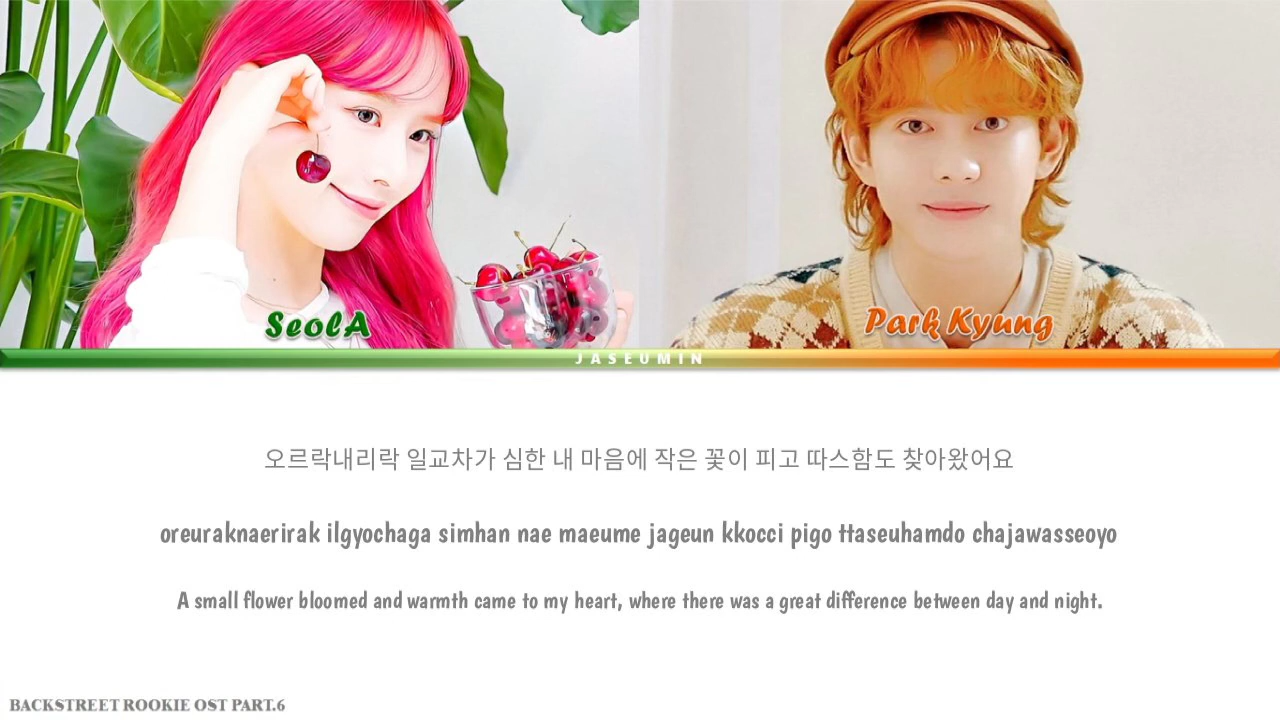 SeolA
Park Kyung
JASEUMIN
오르락내리락 일교차가 심한 내 마음에 작은 꽃이 피고 따스함도 찾아왔어요
oreuraknaerirak ilgyochaga simhan nae maeume jageun kkocci pigo ttaseuhamdo chajawasseoyo
A small flower bloomed and warmth came to my heart, where there was a great difference between day and night.
BACKSTREET ROOKIE OST PART.6